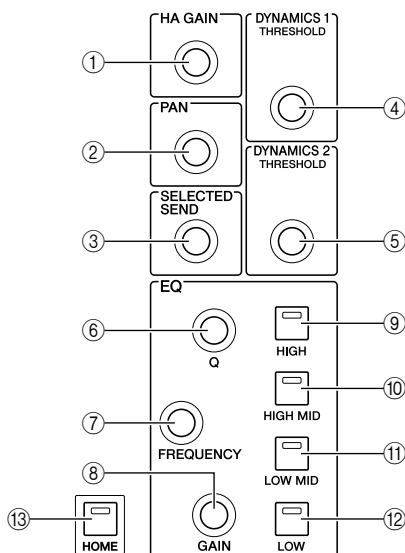 HA GAIN
①
DYNAMICS 1
THRESHOLD
④
PAN
②
DYNAMICS 2
THRESHOLD
⑤
SELECTED
SEND
③
EQ
⑥
Q
⑨
HIGH
⑩
HIGH MID
⑦
FREQUENCY
⑪
LOW MID
⑧
GAIN
⑫
LOW
⑬
HOME